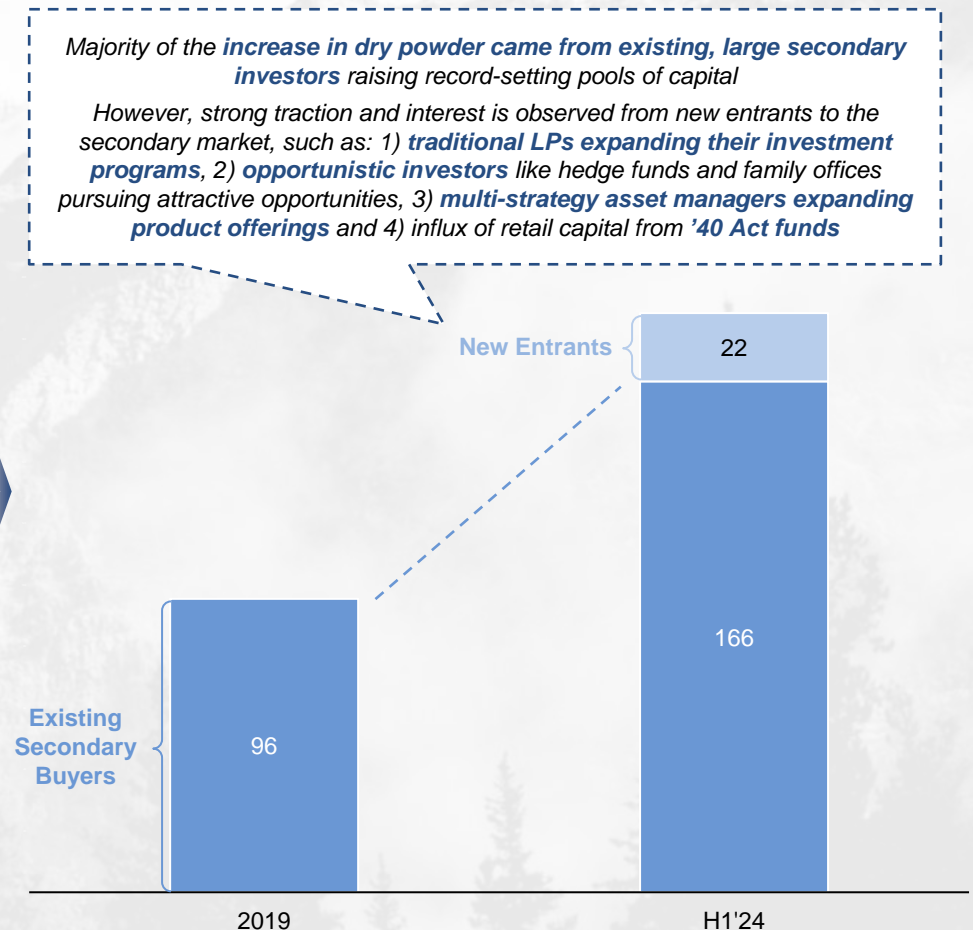 Majority of the increase in dry powder came from existing, large secondary
investors raising record-setting pools of capital
However, strong traction and interest is observed from new entrants to the
secondary market, such as: 1) traditional LPs expanding their investment
programs, 2) opportunistic investors like hedge funds and family offices
pursuing attractive opportunities, 3) multi-strategy asset managers expanding
product offerings and 4) influx of retail capital from ’40 Act funds
New Entrants
22
166
Existing
Secondary
Buyers
96
2019
H1'24